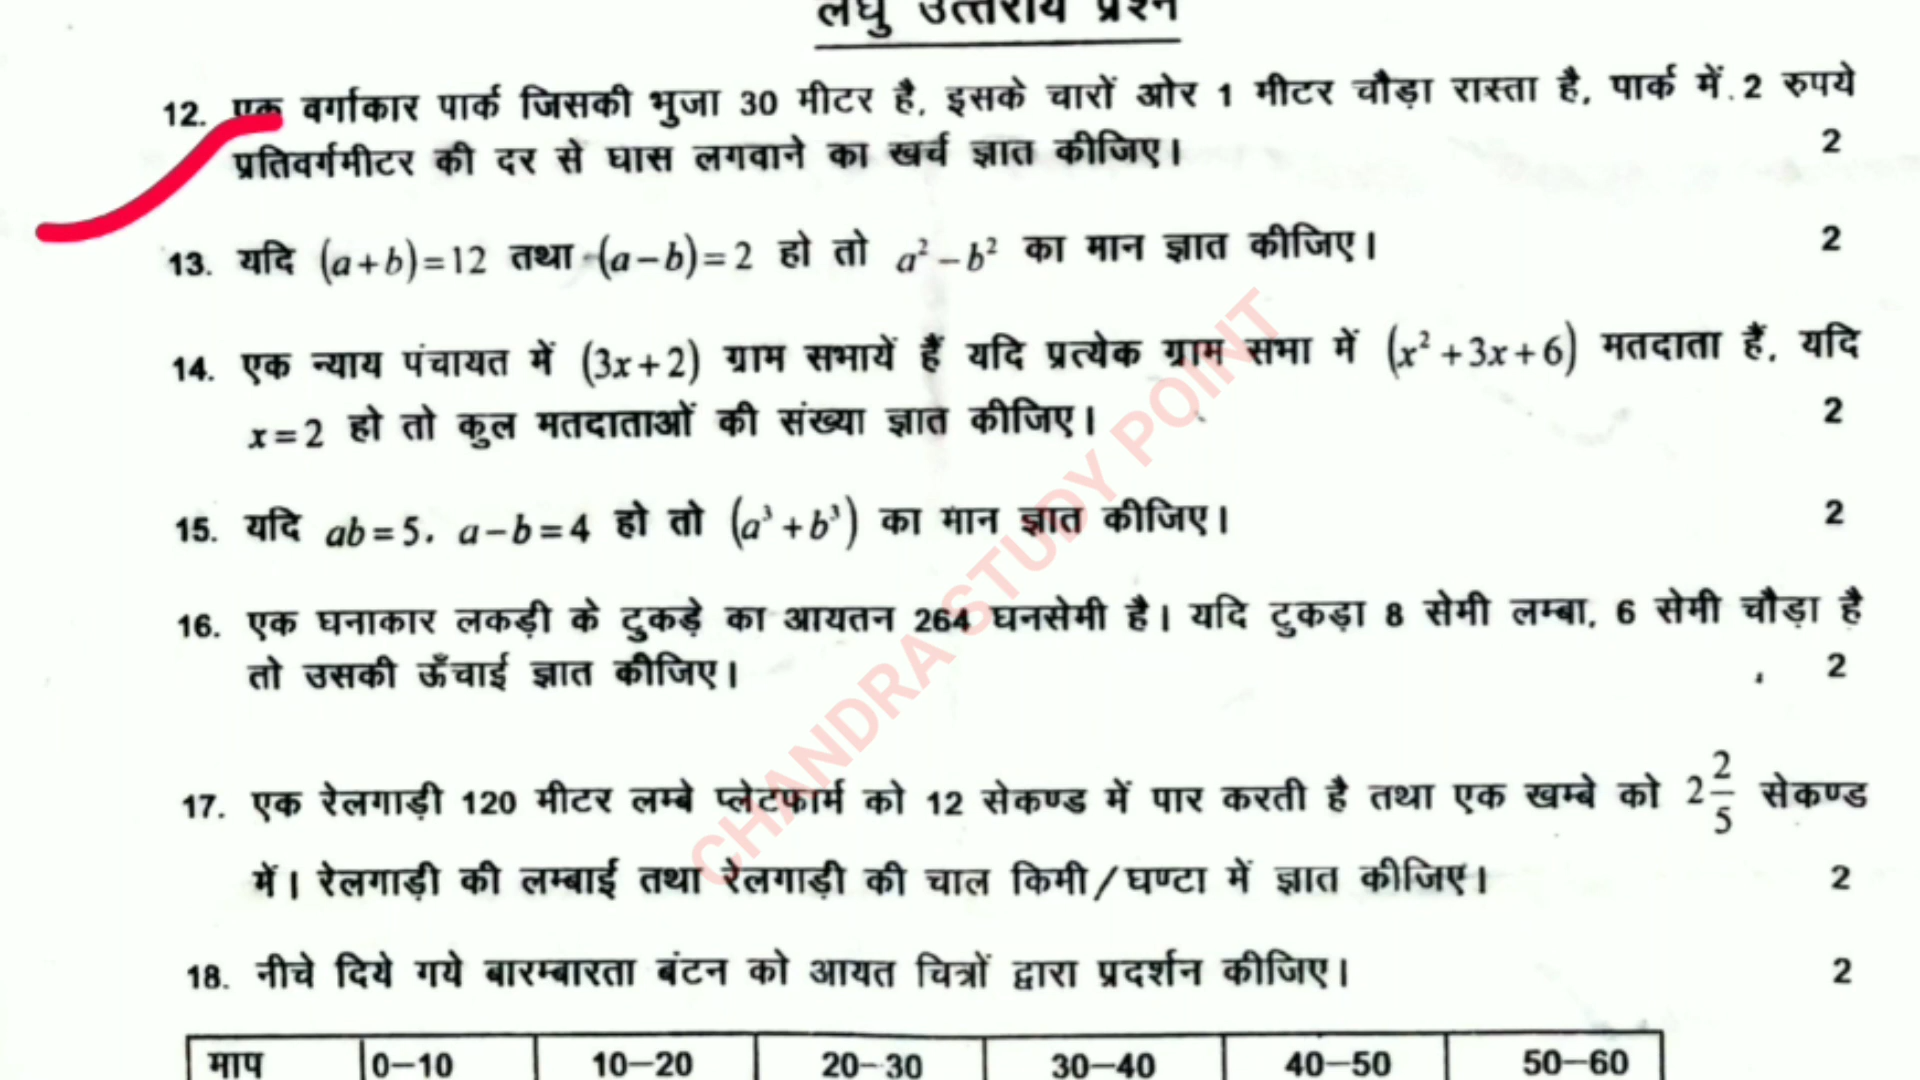 लघु उत्तरीय प्रश्न
12. एक वर्गाकार पार्क जिसकी भुजा 30 मीटर है, इसके चारों ओर 1 मीटर चौड़ा रास्ता है, पार्क में 2 रुपये
प्रतिवर्गमीटर की दर से घास लगवाने का खर्च ज्ञात कीजिए। 2
13. यदि (a+b)=12 तथा (a−b)=2 हो तो a²−b² का मान ज्ञात कीजिए। 2
14. एक न्याय पंचायत में (3x+2) ग्राम सभायें हैं यदि प्रत्येक ग्राम सभा में (x²+3x+6) मतदाता हैं, यदि
x=2 हो तो कुल मतदाताओं की संख्या ज्ञात कीजिए। 2
15. यदि ab=5, a−b=4 हो तो (a³+b³) का मान ज्ञात कीजिए। 2
16. एक घनाकार लकड़ी के टुकड़े का आयतन 264 घनसेमी है। यदि टुकड़ा 8 सेमी लम्बा, 6 सेमी चौड़ा है
तो उसकी ऊँचाई ज्ञात कीजिए। 2
17. एक रेलगाड़ी 120 मीटर लम्बे प्लेटफार्म को 12 सेकण्ड में पार करती है तथा एक खम्बे को 2 2/5 सेकण्ड
में। रेलगाड़ी की लम्बाई तथा रेलगाड़ी की चाल किमी/घण्टा में ज्ञात कीजिए। 2
18. नीचे दिये गये बारम्बारता बंटन को आयत चित्रों द्वारा प्रदर्शन कीजिए। 2
माप 0–10 10–20 20–30 30–40 40–50 50–60
CHANDRA STUDY POINT